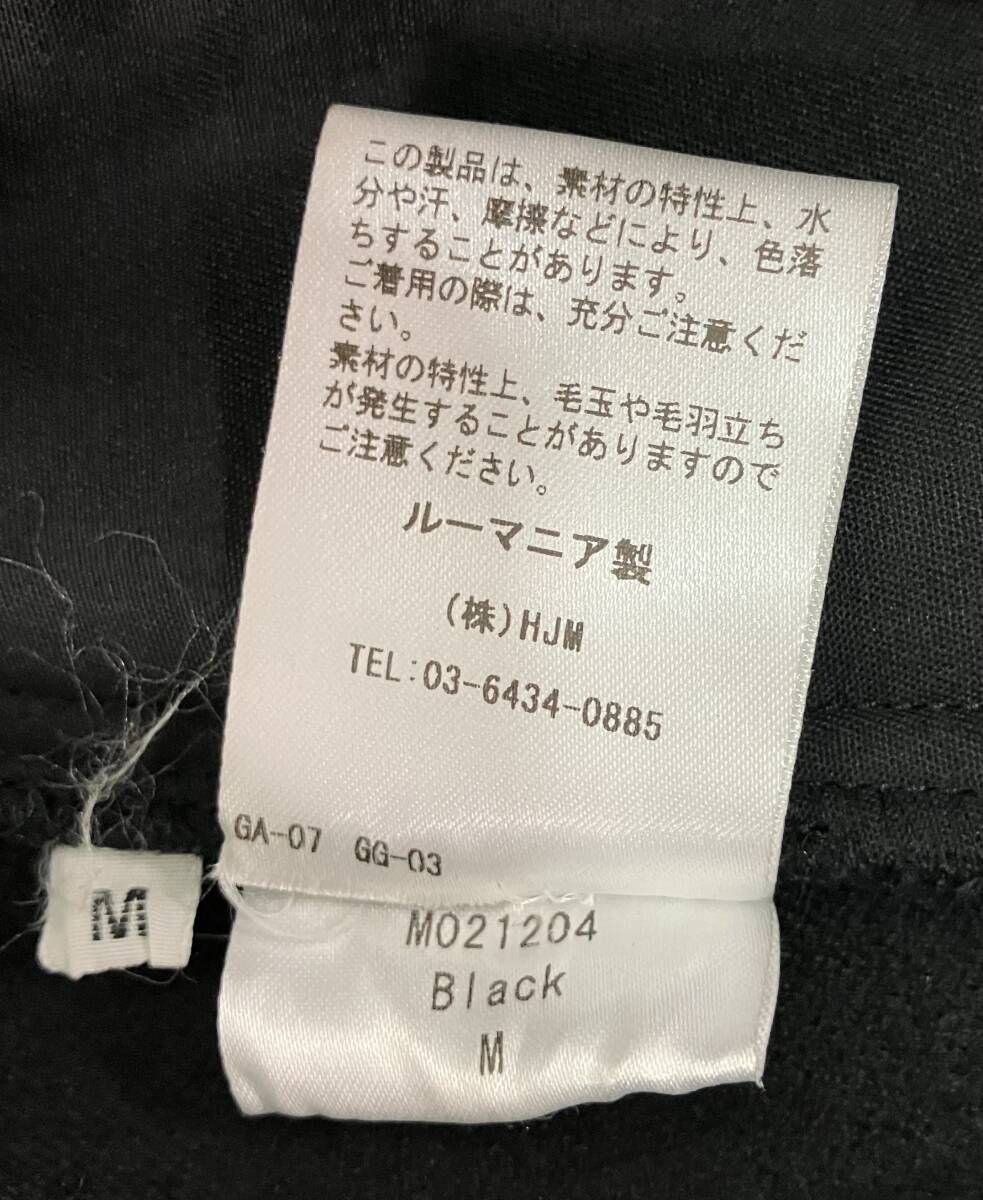 この製品は、素材の特性上、水
分や汗、摩擦などにより、色落
ちすることがあります。
ご着用の際は、充分ご注意くだ
さい。
素材の特性上、毛玉や毛羽立ち
が発生することがありますので
ご注意ください。
ルーマニア製
(株)HJM
TEL:03-6434-0885
GA-07 GG-03
M021204
Black
M
M